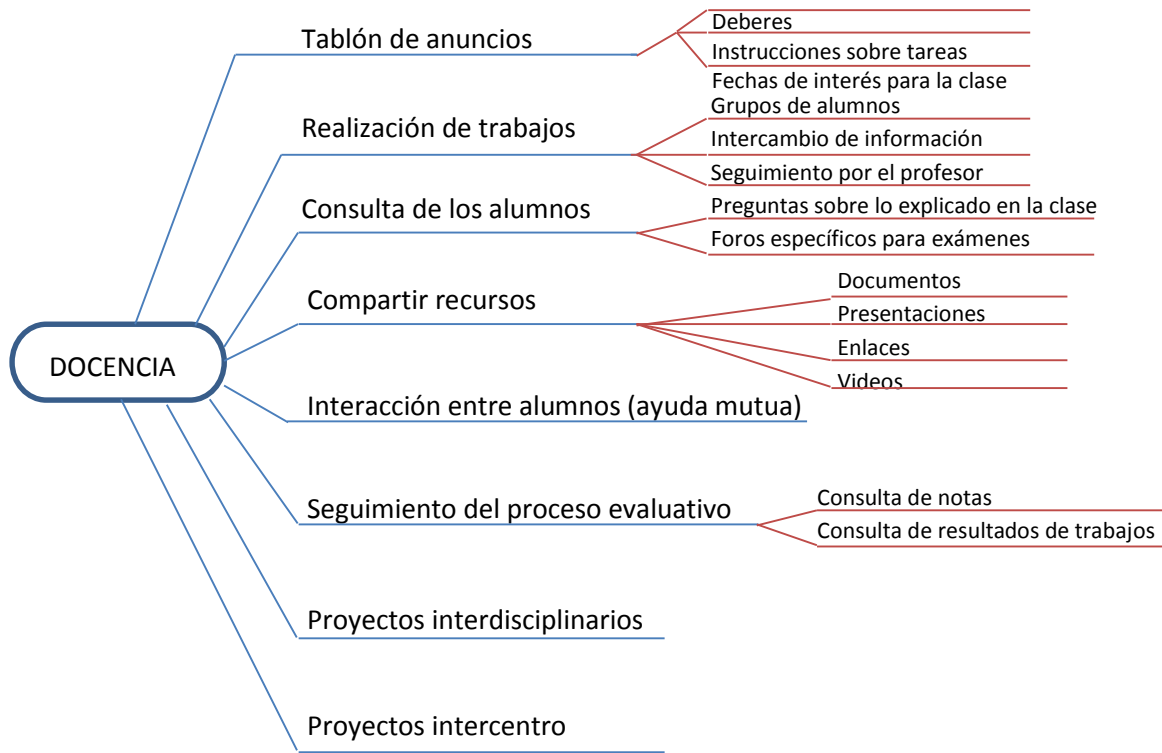 Tablón de anuncios
Deberes
Instrucciones sobre tareas
Fechas de interés para la clase
Realización de trabajos
Grupos de alumnos
Intercambio de información
Seguimiento por el profesor
Consulta de los alumnos
Preguntas sobre lo explicado en la clase
Foros específicos para exámenes
Compartir recursos
Documentos
Presentaciones
Enlaces
Videos
DOCENCIA
Interacción entre alumnos (ayuda mutua)
Seguimiento del proceso evaluativo
Consulta de notas
Consulta de resultados de trabajos
Proyectos interdisciplinarios
Proyectos intercentro